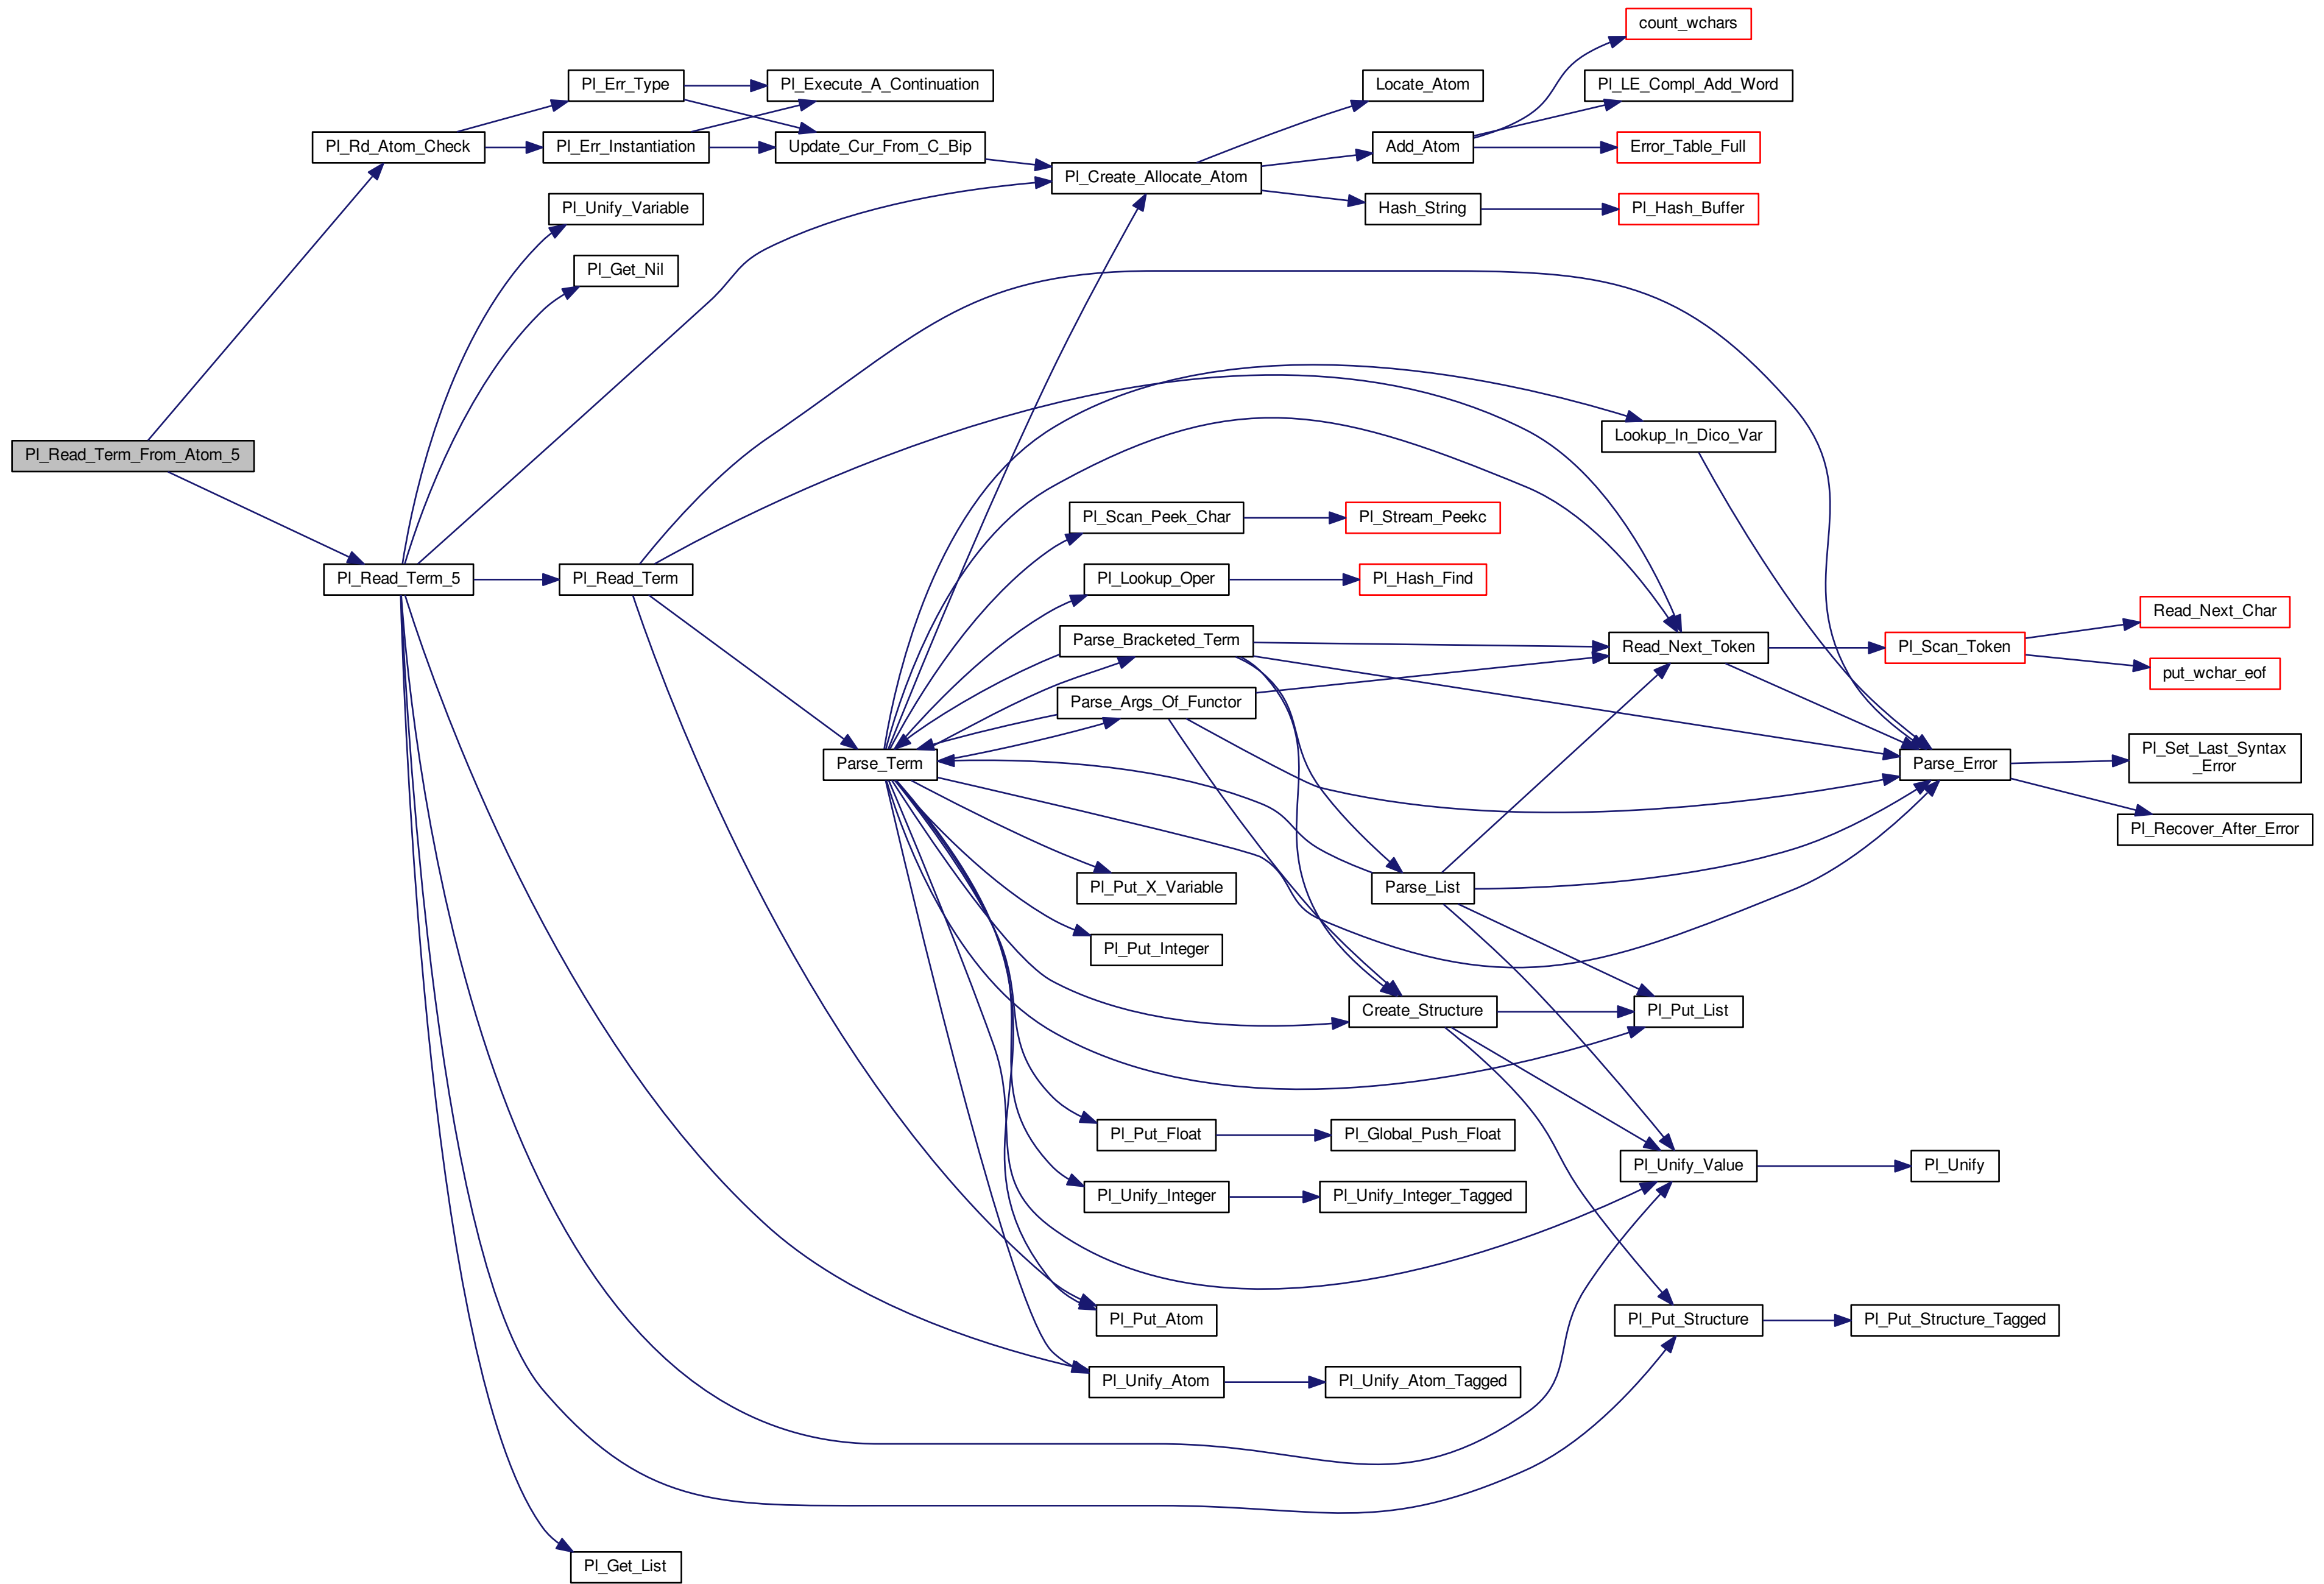 count_wchars
Pl_Err_Type
Pl_Execute_A_Continuation
Locate_Atom
Pl_LE_Compl_Add_Word
Pl_Rd_Atom_Check
Pl_Err_Instantiation
Update_Cur_From_C_Bip
Add_Atom
Error_Table_Full
Pl_Create_Allocate_Atom
Pl_Unify_Variable
Hash_String
Pl_Hash_Buffer
Pl_Get_Nil
Lookup_In_Dico_Var
Pl_Read_Term_From_Atom_5
Pl_Scan_Peek_Char
Pl_Stream_Peekc
Pl_Read_Term_5
Pl_Read_Term
Pl_Lookup_Oper
Pl_Hash_Find
Read_Next_Char
Parse_Bracketed_Term
Read_Next_Token
Pl_Scan_Token
put_wchar_eof
Parse_Args_Of_Functor
Parse_Term
Parse_Error
Pl_Set_Last_Syntax
_Error
Pl_Recover_After_Error
Pl_Put_X_Variable
Parse_List
Pl_Put_Integer
Create_Structure
Pl_Put_List
Pl_Put_Float
Pl_Global_Push_Float
Pl_Unify_Value
Pl_Unify
Pl_Unify_Integer
Pl_Unify_Integer_Tagged
Pl_Put_Atom
Pl_Put_Structure
Pl_Put_Structure_Tagged
Pl_Unify_Atom
Pl_Unify_Atom_Tagged
Pl_Get_List